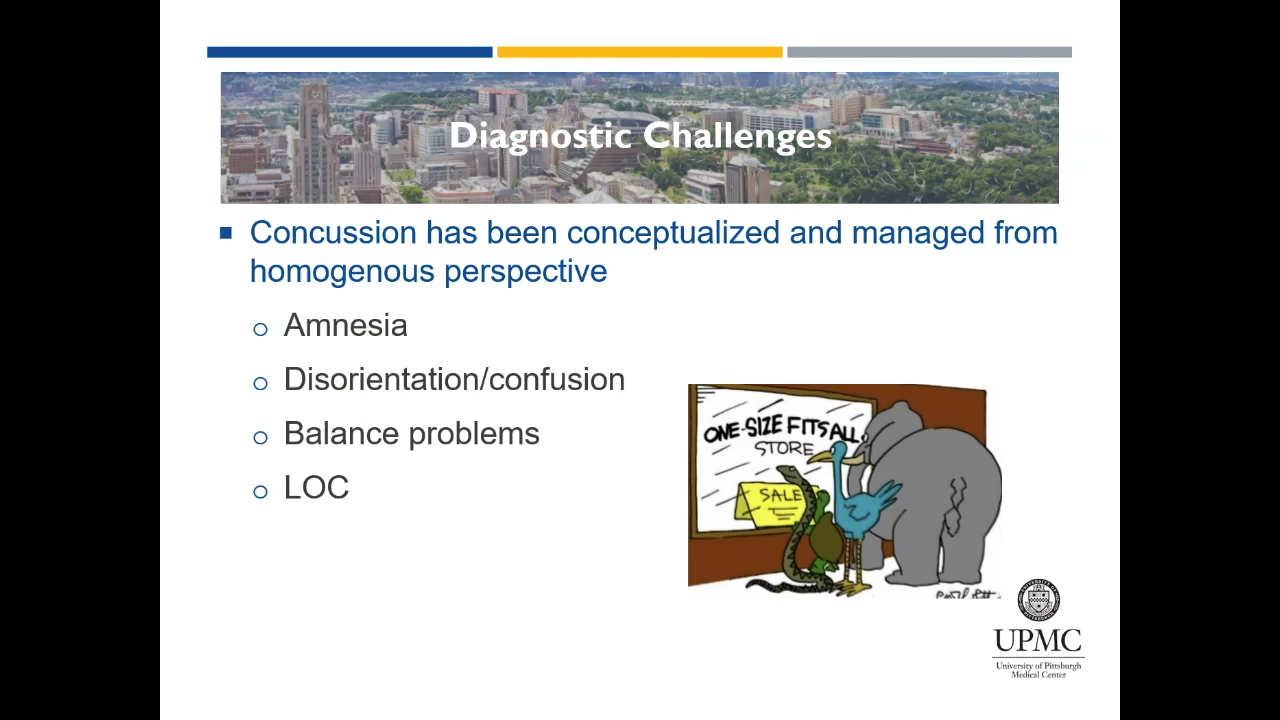 Diagnostic Challenges
Concussion has been conceptualized and managed from
homogenous perspective
Amnesia
Disorientation/confusion
Balance problems
LOC
ONE-SIZE FITS ALL
STORE
SALE
UPMC
University of Pittsburgh
Medical Center